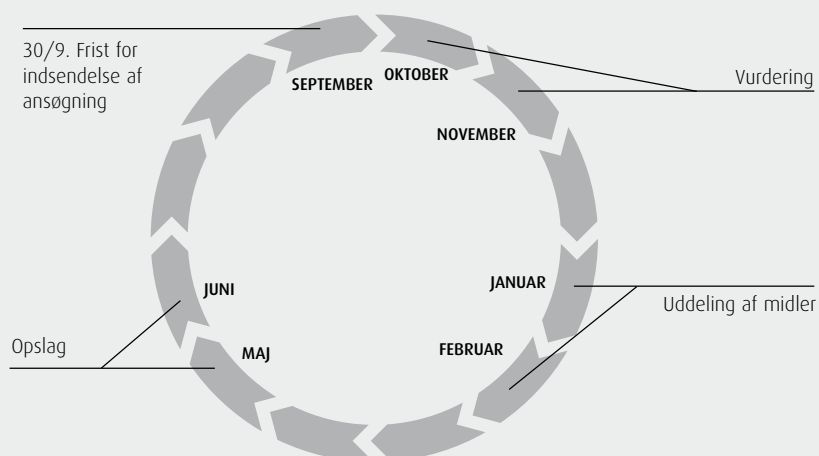 30/9. Frist for
indsendelse af
ansøgning
SEPTEMBER
OKTOBER
Vurdering
NOVEMBER
JANUAR
Uddeling af midler
FEBRUAR
JUNI
MAJ
Opslag